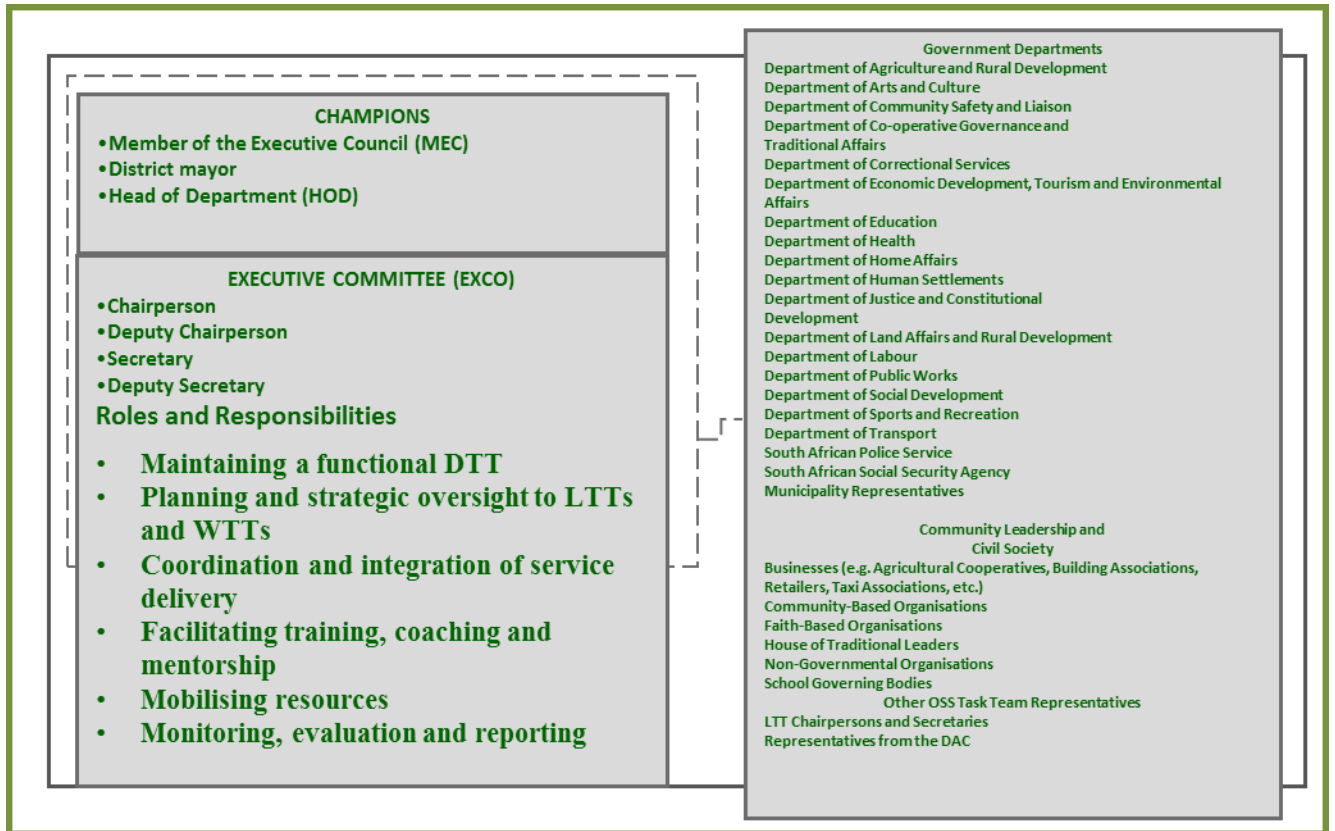 CHAMPIONS
•Member of the Executive Council (MEC)
•District mayor
•Head of Department (HOD)
EXECUTIVE COMMITTEE (EXCO)
•Chairperson
•Deputy Chairperson
•Secretary
•Deputy Secretary
Roles and Responsibilities
• Maintaining a functional DTT
• Planning and strategic oversight to LTTs
and WTTs
• Coordination and integration of service
delivery
• Facilitating training, coaching and
mentorship
• Mobilising resources
• Monitoring, evaluation and reporting
Government Departments
Department of Agriculture and Rural Development
Department of Arts and Culture
Department of Community Safety and Liaison
Department of Co-operative Governance and
Traditional Affairs
Department of Correctional Services
Department of Economic Development, Tourism and Environmental
Affairs
Department of Education
Department of Health
Department of Home Affairs
Department of Human Settlements
Department of Justice and Constitutional
Development
Department of Land Affairs and Rural Development
Department of Labour
Department of Public Works
Department of Social Development
Department of Sports and Recreation
Department of Transport
South African Police Service
South African Social Security Agency
Municipality Representatives
Community Leadership and
Civil Society
Businesses (e.g. Agricultural Cooperatives, Building Associations,
Retailers, Taxi Associations, etc.)
Community-Based Organisations
Faith-Based Organisations
House of Traditional Leaders
Non-Governmental Organisations
School Governing Bodies
Other OSS Task Team Representatives
LTT Chairpersons and Secretaries
Representatives from the DAC